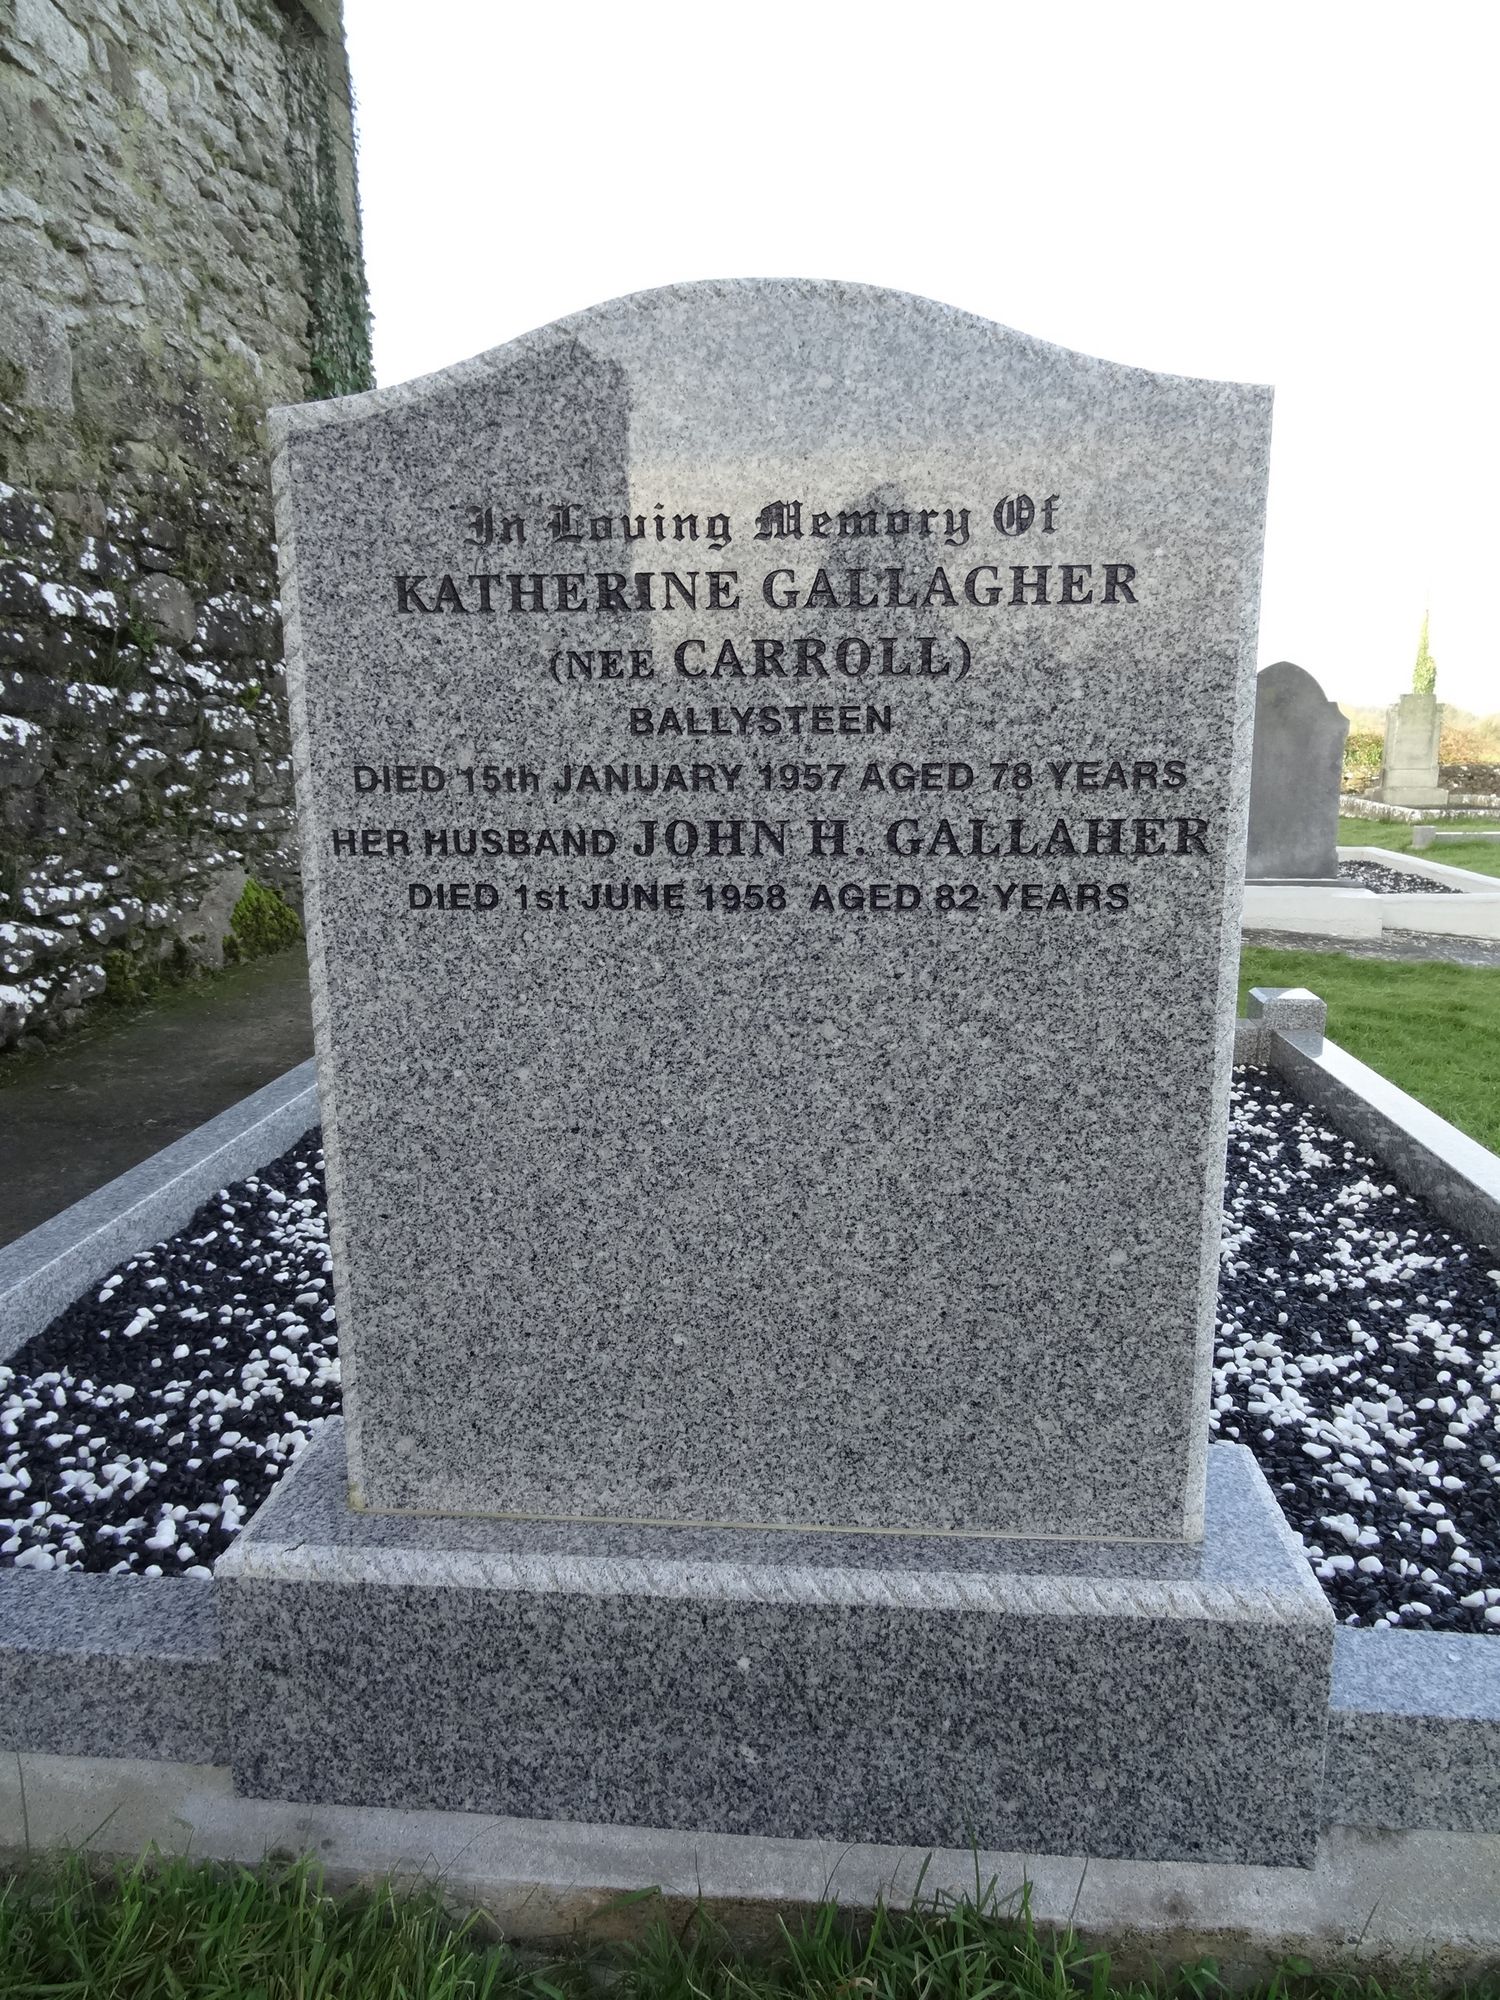 In Loving Memory Of
KATHERINE GALLAGHER
(NEE CARROLL)
BALLYSTEEN
DIED 15th JANUARY 1957 AGED 78 YEARS
HER HUSBAND JOHN H. GALLAHER
DIED 1st JUNE 1958 AGED 82 YEARS